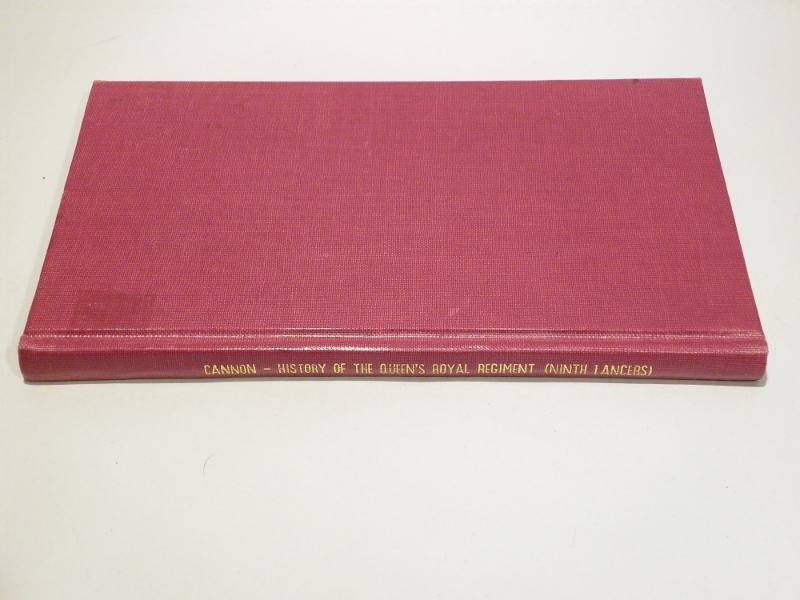 CANNON – HISTORY OF THE QUEEN'S ROYAL REGIMENT (NINTH LANCERS)